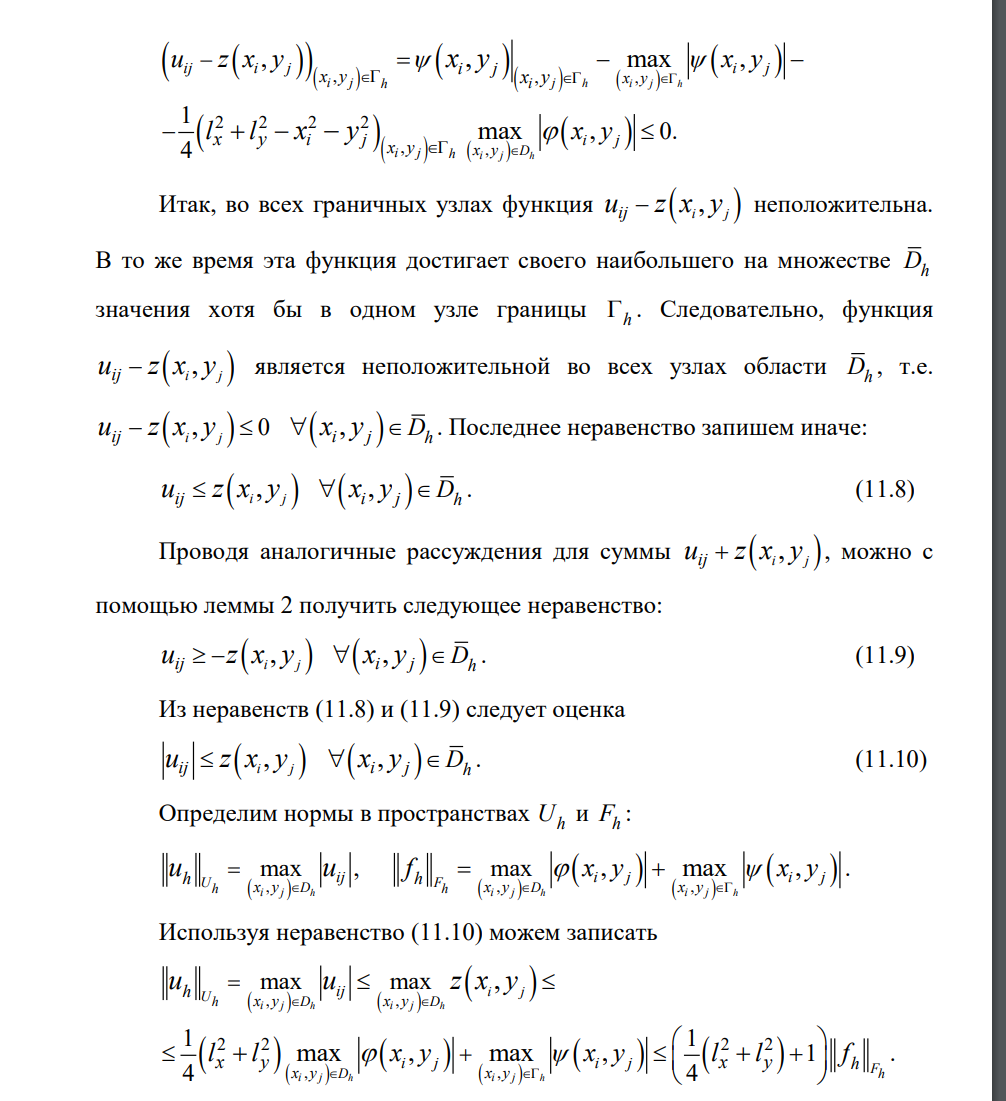 $\left(u_{ij}-z\left(x_i,y_j\right)\right)_{\left(x_i,y_j\right)\in\Gamma_h}=\psi\left(x_i,y_j\right)\Big|_{\left(x_i,y_j\right)\in\Gamma_h}-\max_{\left(x_i,y_j\right)\in\Gamma_h}\left|\psi\left(x_i,y_j\right)\right|-$
$-\frac{1}{4}\left(l_x^2+l_y^2-x_i^2-y_j^2\right)_{\left(x_i,y_j\right)\in\Gamma_h}\max_{\left(x_i,y_j\right)\in D_h}\left|\varphi\left(x_i,y_j\right)\right|\leq 0.$
Итак, во всех граничных узлах функция $u_{ij}-z\left(x_i,y_j\right)$ неположительна.
В то же время эта функция достигает своего наибольшего на множестве $\overline{D}_h$
значения хотя бы в одном узле границы $\Gamma_h$. Следовательно, функция
$u_{ij}-z\left(x_i,y_j\right)$ является неположительной во всех узлах области $\overline{D}_h$, т.е.
$u_{ij}-z\left(x_i,y_j\right)\leq 0\quad\forall\left(x_i,y_j\right)\in\overline{D}_h$. Последнее неравенство запишем иначе:
$u_{ij}\leq z\left(x_i,y_j\right)\quad\forall\left(x_i,y_j\right)\in\overline{D}_h.$ (11.8)
Проводя аналогичные рассуждения для суммы $u_{ij}+z\left(x_i,y_j\right)$, можно с
помощью леммы 2 получить следующее неравенство:
$u_{ij}\geq -z\left(x_i,y_j\right)\quad\forall\left(x_i,y_j\right)\in\overline{D}_h.$ (11.9)
Из неравенств (11.8) и (11.9) следует оценка
$\left|u_{ij}\right|\leq z\left(x_i,y_j\right)\quad\forall\left(x_i,y_j\right)\in\overline{D}_h.$ (11.10)
Определим нормы в пространствах $U_h$ и $F_h$:
$\left\|u_h\right\|_{U_h}=\max_{\left(x_i,y_j\right)\in D_h}\left|u_{ij}\right|,\quad\left\|f_h\right\|_{F_h}=\max_{\left(x_i,y_j\right)\in D_h}\left|\varphi\left(x_i,y_j\right)\right|+\max_{\left(x_i,y_j\right)\in\Gamma_h}\left|\psi\left(x_i,y_j\right)\right|.$
Используя неравенство (11.10) можем записать
$\left\|u_h\right\|_{U_h}=\max_{\left(x_i,y_j\right)\in D_h}\left|u_{ij}\right|\leq\max_{\left(x_i,y_j\right)\in D_h}z\left(x_i,y_j\right)\leq$
$\leq\frac{1}{4}\left(l_x^2+l_y^2\right)\max_{\left(x_i,y_j\right)\in D_h}\left|\varphi\left(x_i,y_j\right)\right|+\max_{\left(x_i,y_j\right)\in\Gamma_h}\left|\psi\left(x_i,y_j\right)\right|\leq\left(\frac{1}{4}\left(l_x^2+l_y^2\right)+1\right)\left\|f_h\right\|_{F_h}.$